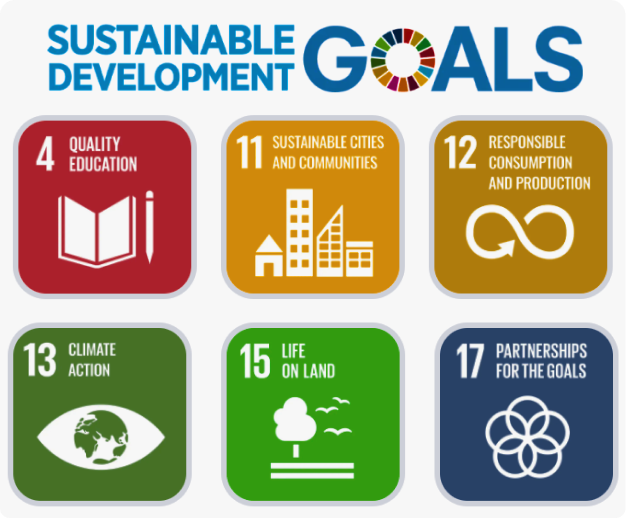 SUSTAINABLE
DEVELOPMENT GOALS
4 QUALITY
EDUCATION
11 SUSTAINABLE CITIES
AND COMMUNITIES
12 RESPONSIBLE
CONSUMPTION
AND PRODUCTION
13 CLIMATE
ACTION
15 LIFE
ON LAND
17 PARTNERSHIPS
FOR THE GOALS